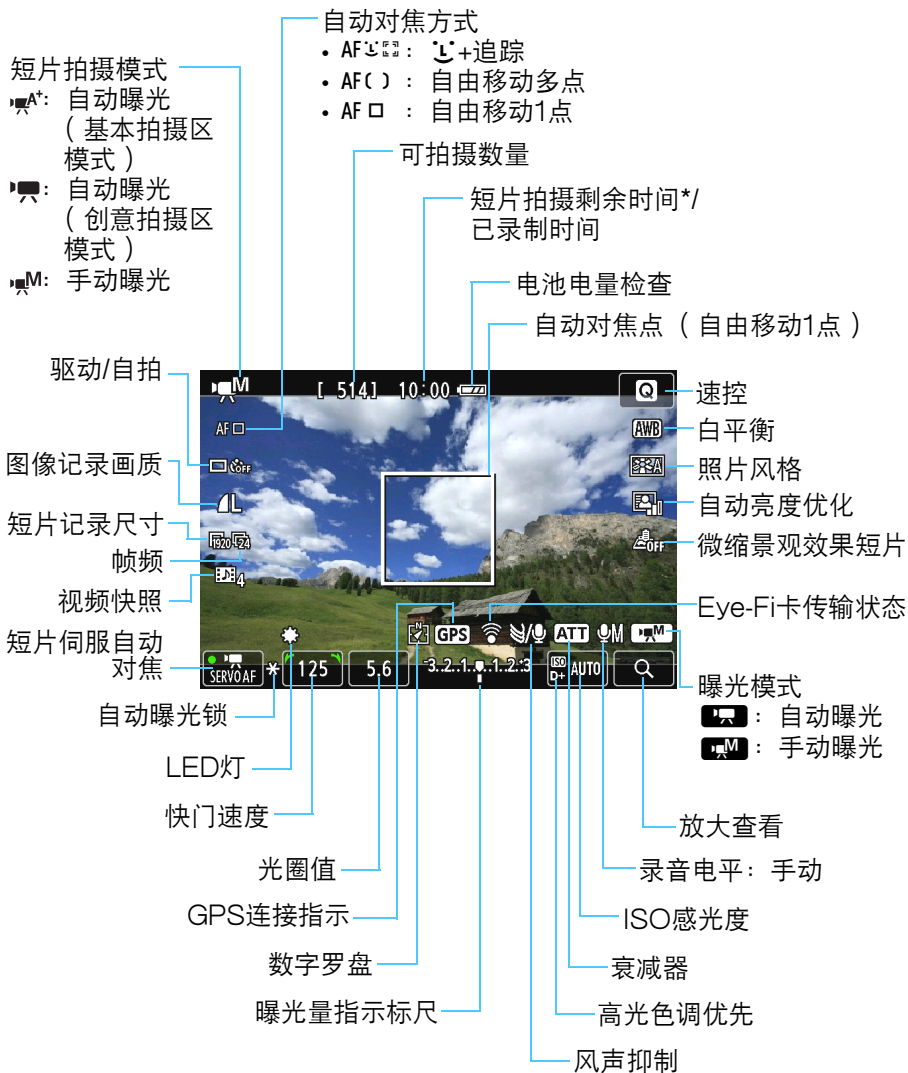 自动对焦方式
• AF : +追踪
• AF( ) : 自由移动多点
• AF□ : 自由移动1点
短片拍摄模式
A+: 自动曝光
（基本拍摄区
模式）
: 自动曝光
（创意拍摄区
模式）
M: 手动曝光
可拍摄数量
短片拍摄剩余时间*/
已录制时间
电池电量检查
自动对焦点 （自由移动1点）
驱动/自拍
图像记录画质
短片记录尺寸
帧频
视频快照
短片伺服自动
对焦
自动曝光锁
LED灯
快门速度
光圈值
GPS连接指示
数字罗盘
曝光量指示标尺
M
[ 514] 10:00
Q
AF□
AWB
OFF
A
L
1920 24
OFF
4
N
GPS
ATT
M
M
SERVO AF
*
125
5.6
-3..2..1..0..1..2..+3
ISO
D+
AUTO
速控
白平衡
照片风格
自动亮度优化
微缩景观效果短片
Eye-Fi卡传输状态
曝光模式
: 自动曝光
M : 手动曝光
放大查看
录音电平：手动
ISO感光度
衰减器
高光色调优先
风声抑制